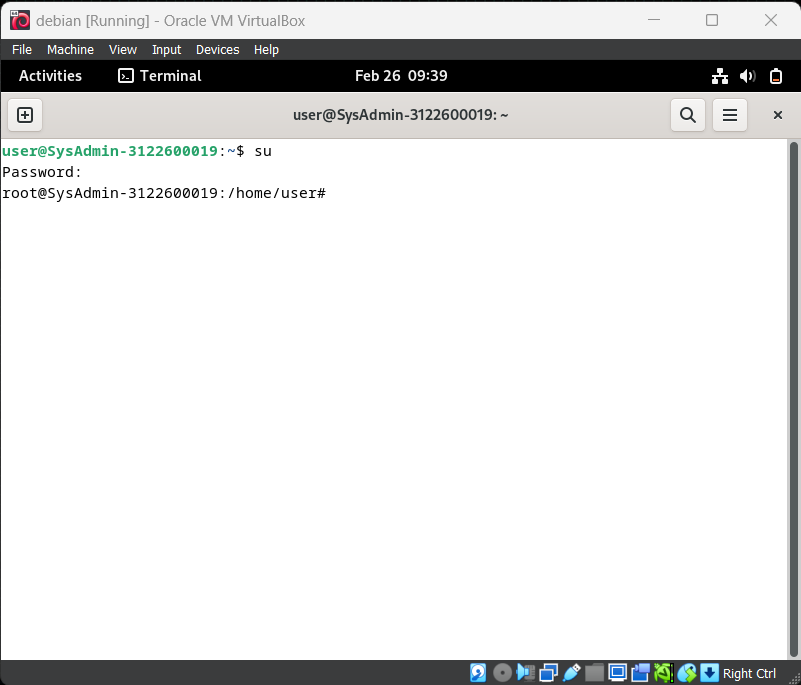 debian [Running] - Oracle VM VirtualBox
File Machine View Input Devices Help
Activities Terminal Feb 26 09:39
user@SysAdmin-3122600019: ~
user@SysAdmin-3122600019:~$ su
Password:
root@SysAdmin-3122600019:/home/user#
Right Ctrl